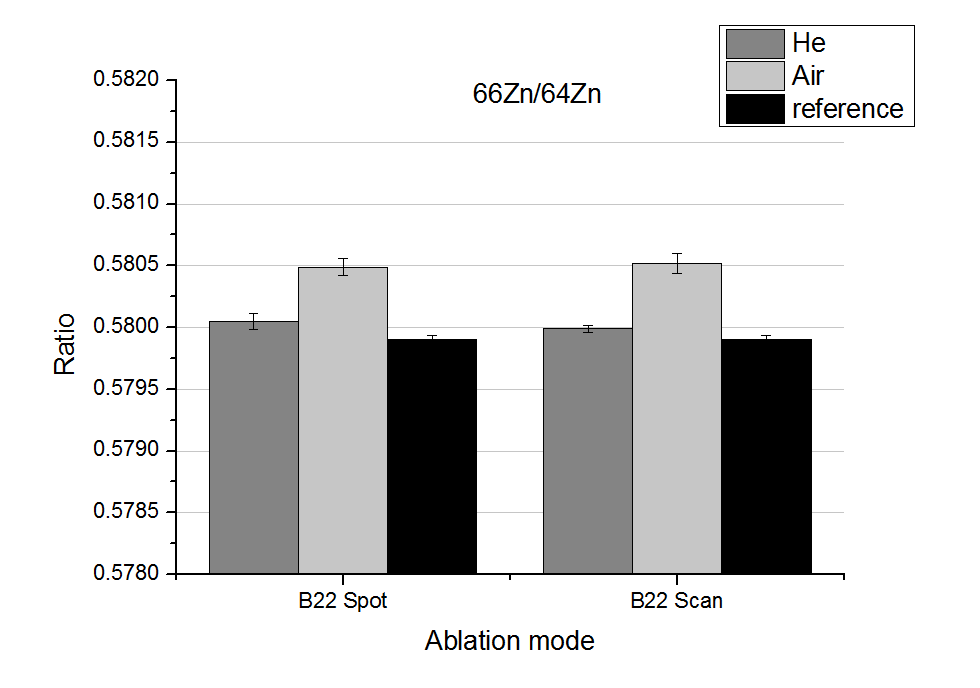 He
Air
reference
66Zn/64Zn
0.5820
0.5815
0.5810
0.5805
0.5800
0.5795
0.5790
0.5785
0.5780
Ratio
B22 Spot
B22 Scan
Ablation mode